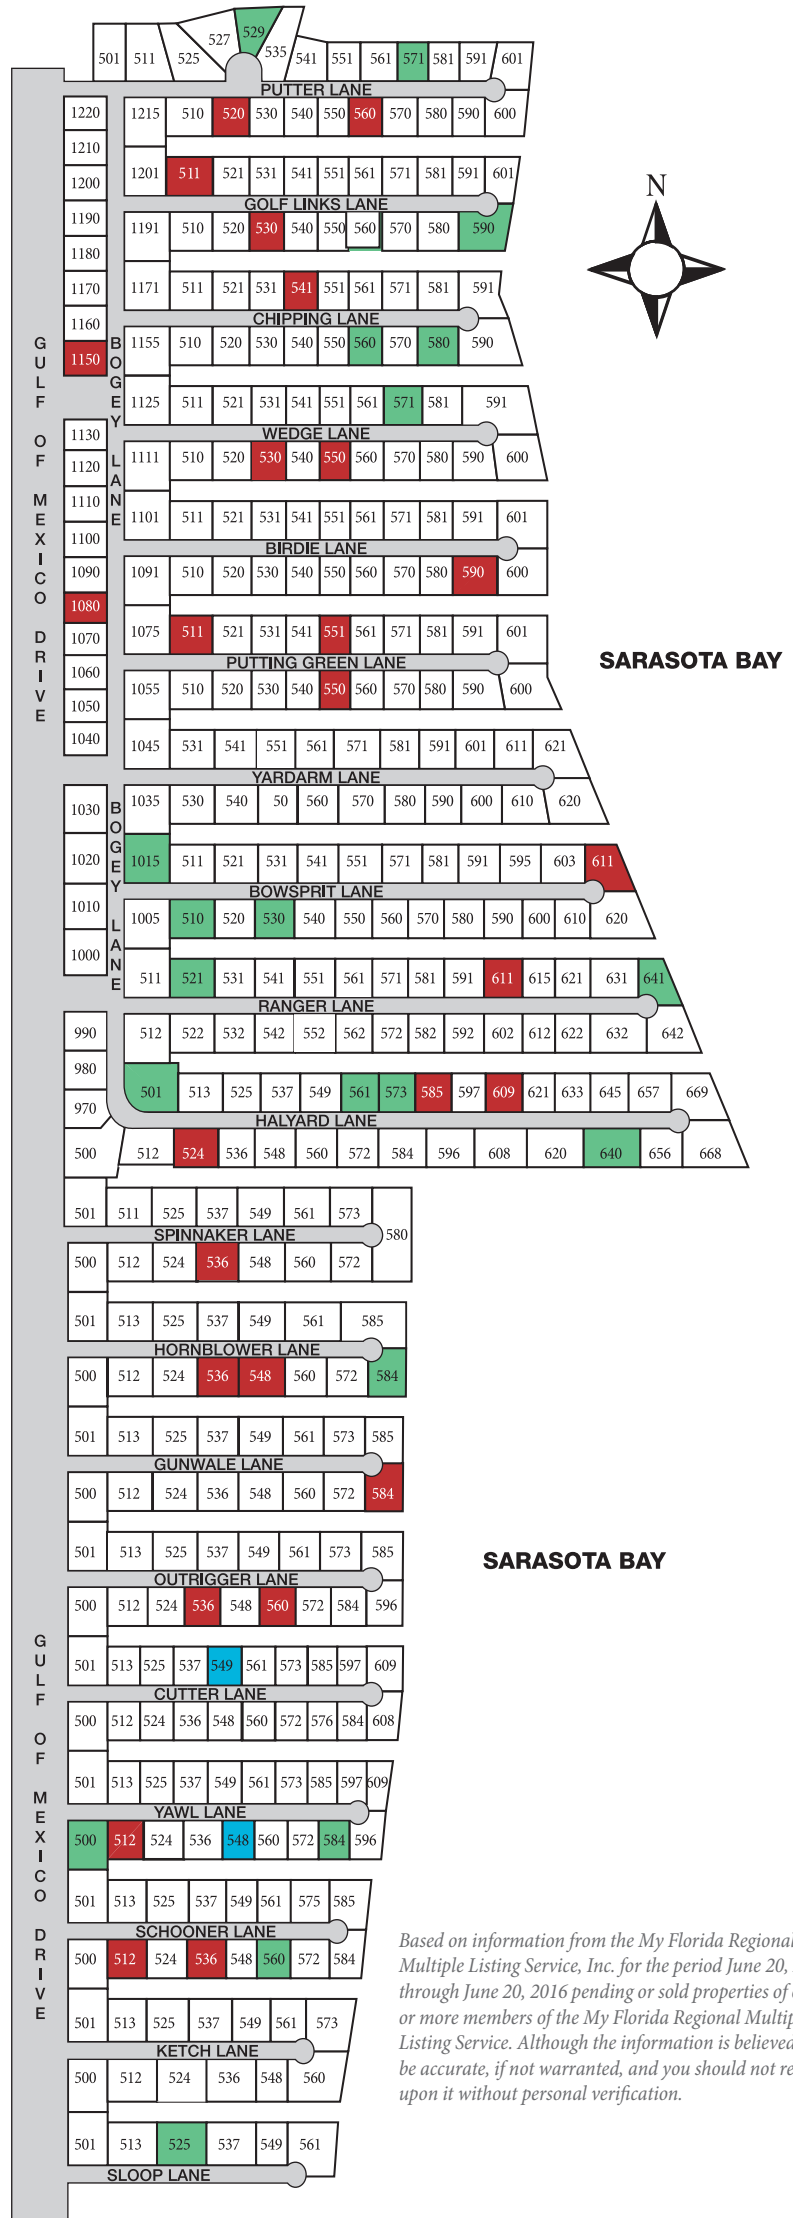 501 511 525 527 529 535 541 551 561 571 581 591 601
PUTTER LANE
1220 1215 510 520 530 540 550 560 570 580 590 600
1210
1200 1201 511 521 531 541 551 561 571 581 591 601
GOLF LINKS LANE
1190 1191 510 520 530 540 550 560 570 580 590
1180
1170 1171 511 521 531 541 551 561 571 581 591
CHIPPING LANE
1160
1150 1155 510 520 530 540 550 560 570 580 590
1125 511 521 531 541 551 561 571 581 591
WEDGE LANE
1130
1120 1111 510 520 530 540 550 560 570 580 590 600
1110
1100 1101 511 521 531 541 551 561 571 581 591 601
BIRDIE LANE
1090 1091 510 520 530 540 550 560 570 580 590 600
1080
1070 1075 511 521 531 541 551 561 571 581 591 601
PUTTING GREEN LANE
1060
1050 1055 510 520 530 540 550 560 570 580 590 600
1040 1045 531 541 551 561 571 581 591 601 611 621
YARDARM LANE
1030 1035 530 540 50 560 570 580 590 600 610 620
1020 1015 511 521 531 541 551 571 581 591 595 603 611
BOWSPRIT LANE
1010 1005 510 520 530 540 550 560 570 580 590 600 610 620
1000 511 521 531 541 551 561 571 581 591 611 615 621 631 641
RANGER LANE
990 512 522 532 542 552 562 572 582 592 602 612 622 632 642
980
970 501 513 525 537 549 561 573 585 597 609 621 633 645 657 669
HALYARD LANE
500 512 524 536 548 560 572 584 596 608 620 640 656 668
GULF OF MEXICO DRIVE
BOGEY LANE
BOGEY LANE
N
SARASOTA BAY
501 511 525 537 549 561 573 580
SPINNAKER LANE
500 512 524 536 548 560 572
501 513 525 537 549 561 585
HORNBLOWER LANE
500 512 524 536 548 560 572 584
501 513 525 537 549 561 573 585
GUNWALE LANE
500 512 524 536 548 560 572 584
501 513 525 537 549 561 573 585
OUTRIGGER LANE
500 512 524 536 548 560 572 584 596
501 513 525 537 549 561 573 585 597 609
CUTTER LANE
500 512 524 536 548 560 572 576 584 608
501 513 525 537 549 561 573 585 597 609
YAWL LANE
500 512 524 536 548 560 572 584 596
501 513 525 537 549 561 575 585
SCHOONER LANE
500 512 524 536 548 560 572 584
501 513 525 537 549 561 573
KETCH LANE
500 512 524 536 548 560
501 513 525 537 549 561
SLOOP LANE
GULF OF MEXICO DRIVE
SARASOTA BAY
Based on information from the My Florida Regional
Multiple Listing Service, Inc. for the period June 20,
through June 20, 2016 pending or sold properties of
or more members of the My Florida Regional
Listing Service. Although the information is believed
be accurate, if not warranted, and you should not
upon it without personal verification.